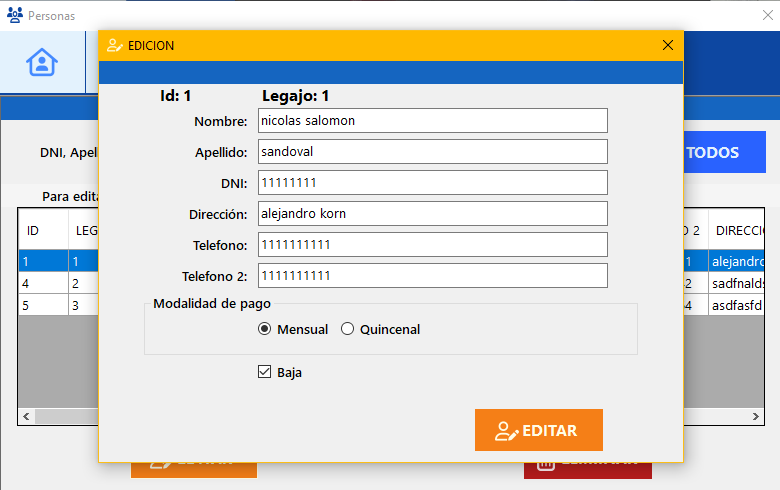 Personas
EDICION
Id: 1 Legajo: 1
Nombre: nicolas salomon
Apellido: sandoval
DNI: 11111111
Dirección: alejandro korn
Telefono: 1111111111
Telefono 2: 1111111111
Modalidad de pago
Mensual Quincenal
Baja
EDITAR
DNI, Apel
TODOS
Para edita
ID LEG 2 DIRECCI
1 1 1 alejandro
4 2 2 sadfnalds
5 3 4 asdfasfd